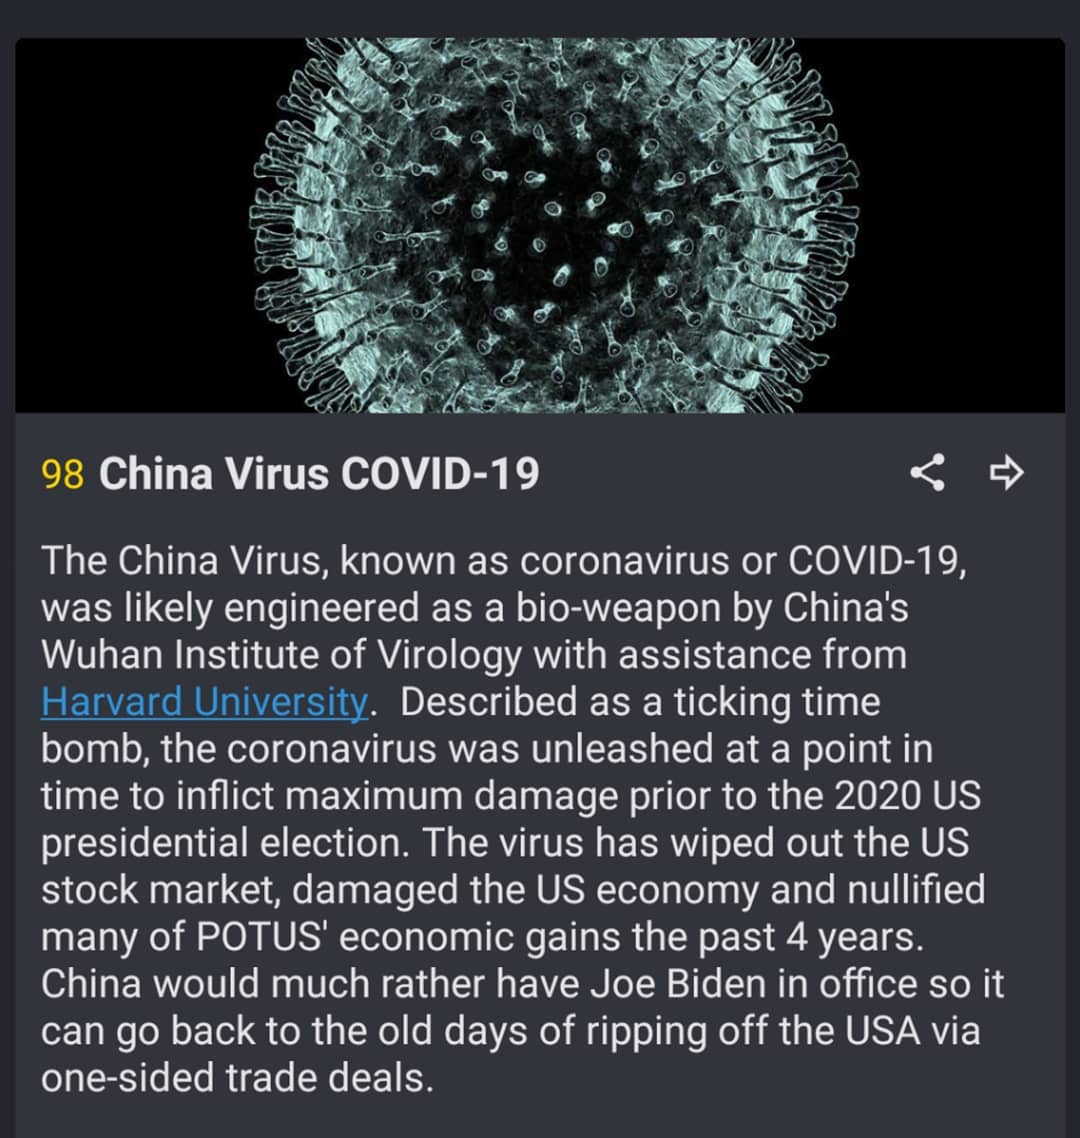 98 China Virus COVID-19
The China Virus, known as coronavirus or COVID-19,
was likely engineered as a bio-weapon by China's
Wuhan Institute of Virology with assistance from
Harvard University.  Described as a ticking time
bomb, the coronavirus was unleashed at a point in
time to inflict maximum damage prior to the 2020 US
presidential election. The virus has wiped out the US
stock market, damaged the US economy and nullified
many of POTUS' economic gains the past 4 years.
China would much rather have Joe Biden in office so it
can go back to the old days of ripping off the USA via
one-sided trade deals.